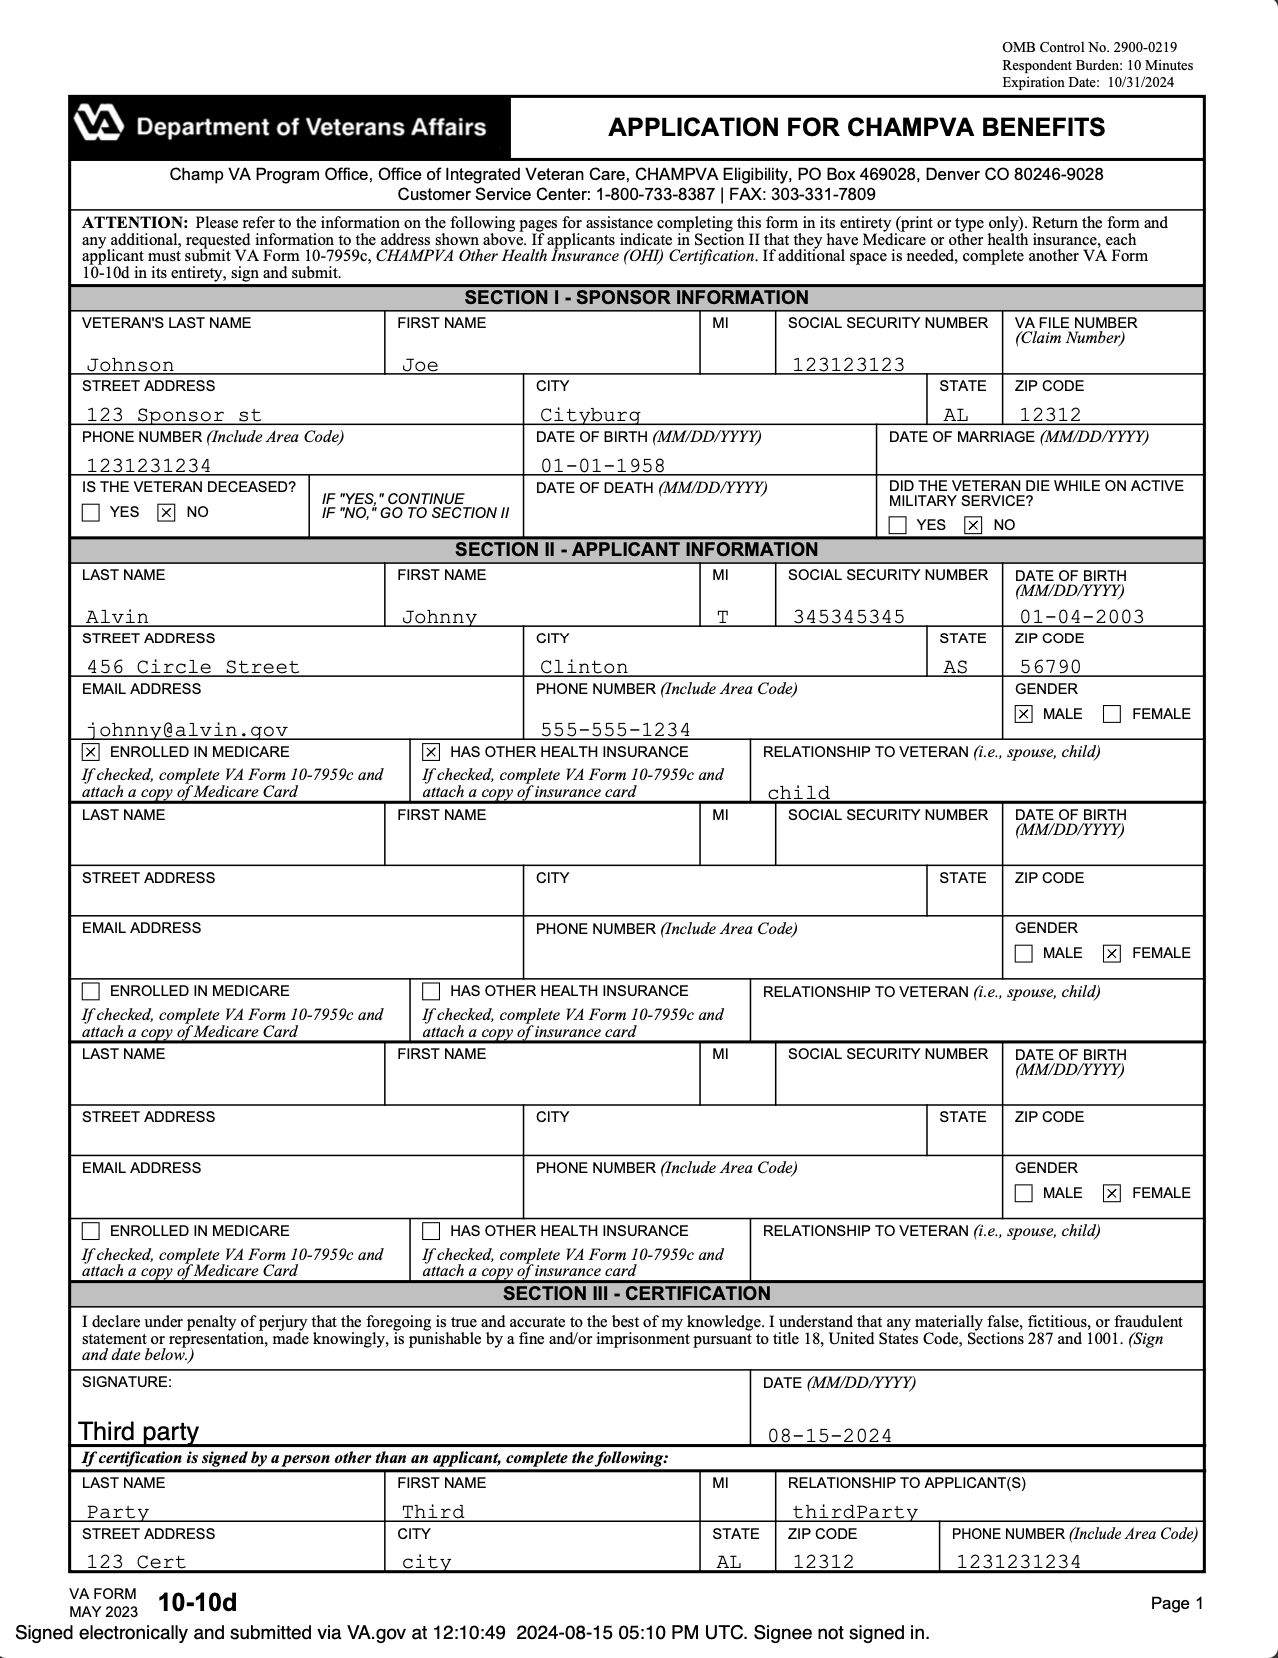 OMB Control No. 2900-0219
Respondent Burden: 10 Minutes
Expiration Date: 10/31/2024
VA Department of Veterans Affairs
APPLICATION FOR CHAMPVA BENEFITS
Champ VA Program Office, Office of Integrated Veteran Care, CHAMPVA Eligibility, PO Box 469028, Denver CO 80246-9028
Customer Service Center: 1-800-733-8387 | FAX: 303-331-7809
ATTENTION: Please refer to the information on the following pages for assistance completing this form in its entirety (print or type only). Return the form and
any additional, requested information to the address shown above. If applicants indicate in Section II that they have Medicare or other health insurance, each
applicant must submit VA Form 10-7959c, CHAMPVA Other Health Insurance (OHI) Certification. If additional space is needed, complete another VA Form
10-10d in its entirety, sign and submit.
SECTION I - SPONSOR INFORMATION
VETERAN'S LAST NAME FIRST NAME MI SOCIAL SECURITY NUMBER VA FILE NUMBER
(Claim Number)
Johnson Joe 123123123
STREET ADDRESS CITY STATE ZIP CODE
123 Sponsor st Cityburg AL 12312
PHONE NUMBER (Include Area Code) DATE OF BIRTH (MM/DD/YYYY) DATE OF MARRIAGE (MM/DD/YYYY)
1231231234 01-01-1958
IS THE VETERAN DECEASED? IF "YES," CONTINUE DATE OF DEATH (MM/DD/YYYY) DID THE VETERAN DIE WHILE ON ACTIVE
IF "NO," GO TO SECTION II MILITARY SERVICE?
YES NO YES NO
SECTION II - APPLICANT INFORMATION
LAST NAME FIRST NAME MI SOCIAL SECURITY NUMBER DATE OF BIRTH
(MM/DD/YYYY)
Alvin Johnny T 345345345 01-04-2003
STREET ADDRESS CITY STATE ZIP CODE
456 Circle Street Clinton AS 56790
EMAIL ADDRESS PHONE NUMBER (Include Area Code) GENDER
MALE FEMALE
johnny@alvin.gov 555-555-1234
ENROLLED IN MEDICARE HAS OTHER HEALTH INSURANCE RELATIONSHIP TO VETERAN (i.e., spouse, child)
If checked, complete VA Form 10-7959c and If checked, complete VA Form 10-7959c and
attach a copy of Medicare Card attach a copy of insurance card child
LAST NAME FIRST NAME MI SOCIAL SECURITY NUMBER DATE OF BIRTH
(MM/DD/YYYY)
STREET ADDRESS CITY STATE ZIP CODE
EMAIL ADDRESS PHONE NUMBER (Include Area Code) GENDER
MALE FEMALE
ENROLLED IN MEDICARE HAS OTHER HEALTH INSURANCE RELATIONSHIP TO VETERAN (i.e., spouse, child)
If checked, complete VA Form 10-7959c and If checked, complete VA Form 10-7959c and
attach a copy of Medicare Card attach a copy of insurance card
LAST NAME FIRST NAME MI SOCIAL SECURITY NUMBER DATE OF BIRTH
(MM/DD/YYYY)
STREET ADDRESS CITY STATE ZIP CODE
EMAIL ADDRESS PHONE NUMBER (Include Area Code) GENDER
MALE FEMALE
ENROLLED IN MEDICARE HAS OTHER HEALTH INSURANCE RELATIONSHIP TO VETERAN (i.e., spouse, child)
If checked, complete VA Form 10-7959c and If checked, complete VA Form 10-7959c and
attach a copy of Medicare Card attach a copy of insurance card
SECTION III - CERTIFICATION
I declare under penalty of perjury that the foregoing is true and accurate to the best of my knowledge. I understand that any materially false, fictitious, or fraudulent
statement or representation, made knowingly, is punishable by a fine and/or imprisonment pursuant to title 18, United States Code, Sections 287 and 1001. (Sign
and date below.)
SIGNATURE: DATE (MM/DD/YYYY)
Third party 08-15-2024
If certification is signed by a person other than an applicant, complete the following:
LAST NAME FIRST NAME MI RELATIONSHIP TO APPLICANT(S)
Party Third thirdParty
STREET ADDRESS CITY STATE ZIP CODE PHONE NUMBER (Include Area Code)
123 Cert city AL 12312 1231231234
VA FORM
MAY 2023 10-10d Page 1
Signed electronically and submitted via VA.gov at 12:10:49 2024-08-15 05:10 PM UTC. Signee not signed in.